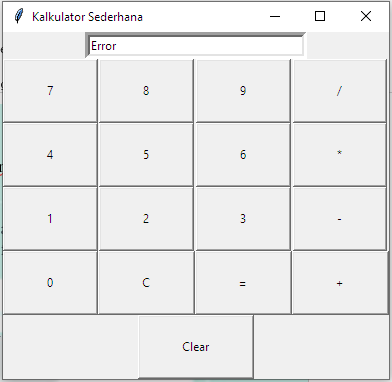 Kalkulator Sederhana
Error
7 8 9 /
4 5 6 *
1 2 3 -
0 C = +
Clear